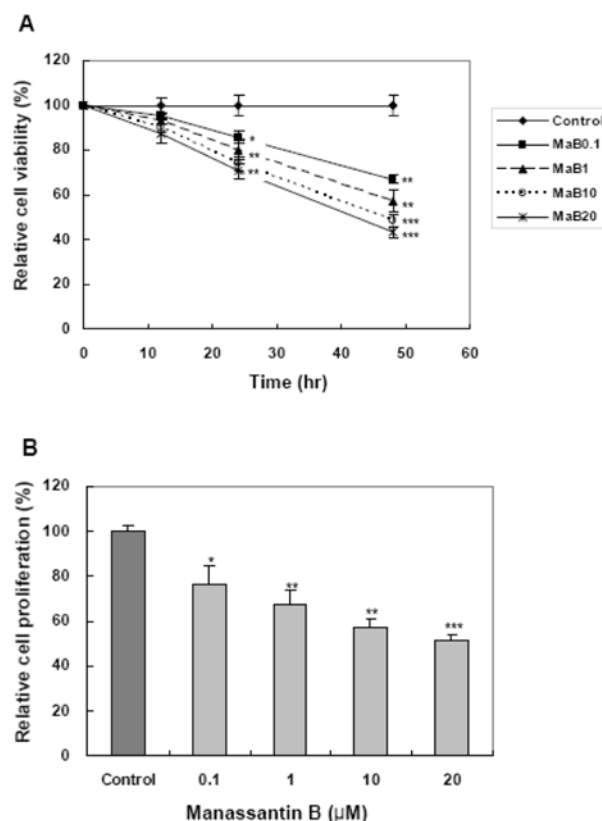 A
120
100
80
60
40
20
0
Relative cell viability (%)
0 10 20 30 40 50 60
Time (hr)
* ** ** ** ** *** ***
Control
MaB0.1
MaB1
MaB10
MaB20
B
120
100
80
60
40
20
0
Relative cell proliferation (%)
* ** ** ***
Control 0.1 1 10 20
Manassantin B (μM)